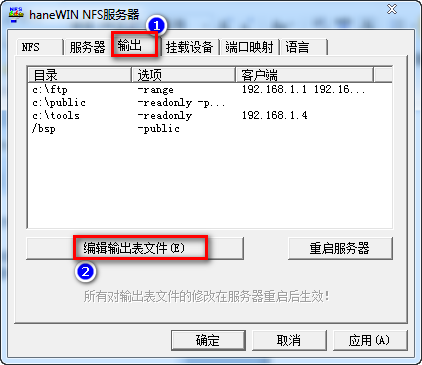 haneWIN NFS服务器
1
NFS 服务器 输出 挂载设备 端口映射 语言
目录 选项 客户端
c:\ftp -range 192.168.1.1 192.16...
c:\public -readonly -p...
c:\tools -readonly 192.168.1.4
/bsp -public
编辑输出表文件(E) 重启服务器
2
所有对输出表文件的修改在服务器重启后生效!
确定 取消 应用(A)